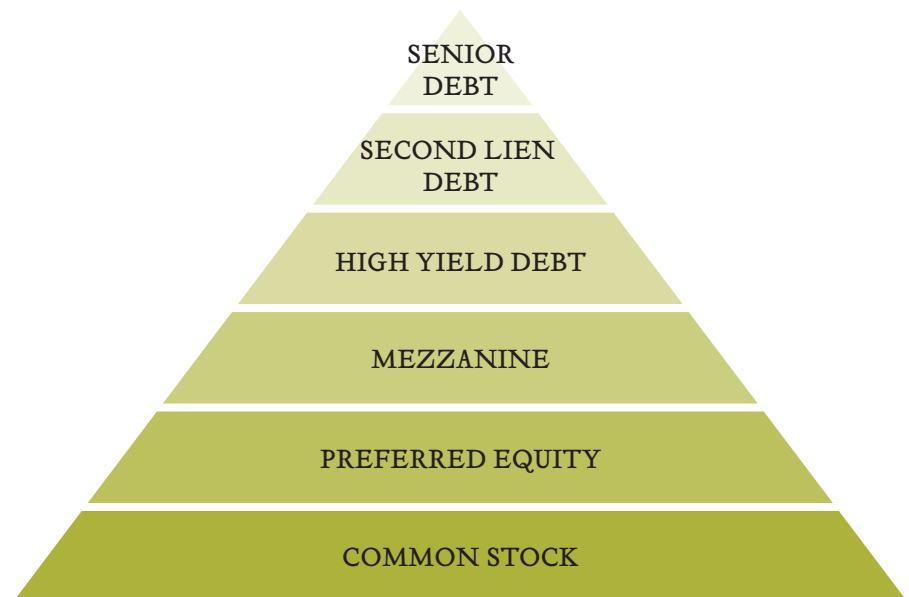 SENIOR
DEBT
SECOND LIEN
DEBT
HIGH YIELD DEBT
MEZZANINE
PREFERRED EQUITY
COMMON STOCK